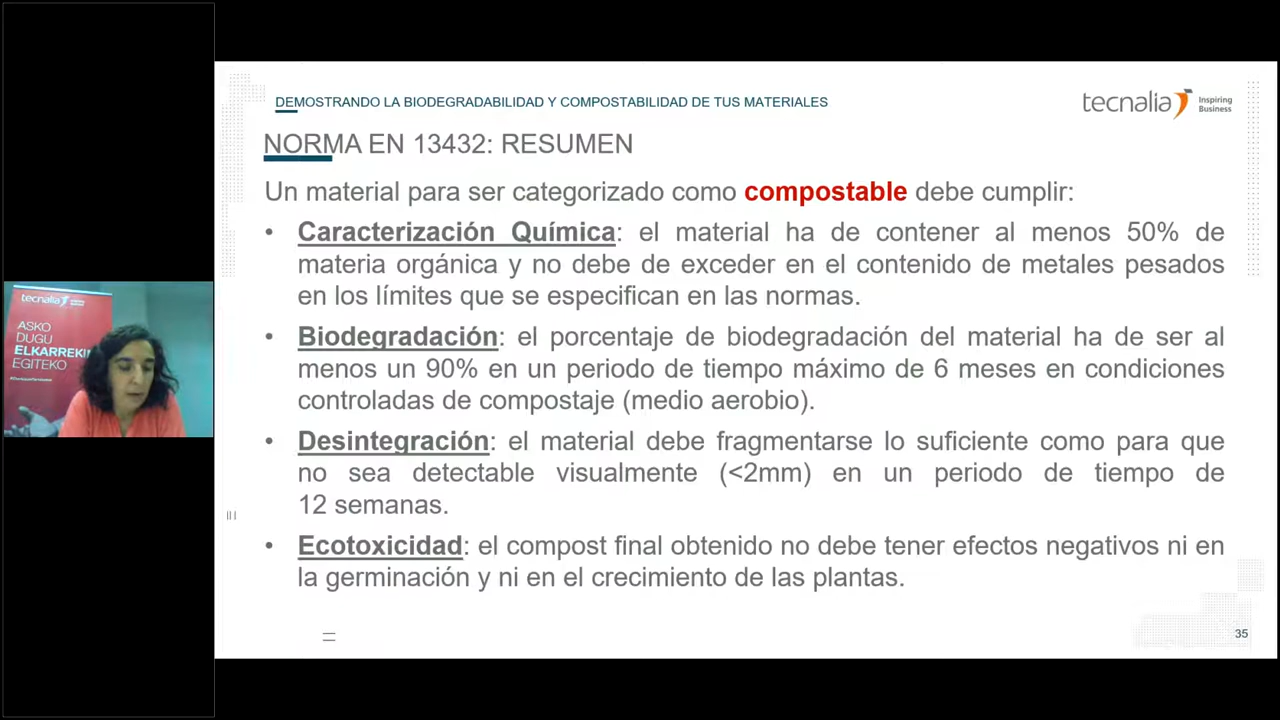 DEMOSTRANDO LA BIODEGRADABILIDAD Y COMPOSTABILIDAD DE TUS MATERIALES
tecnalia Inspiring
Business
NORMA EN 13432: RESUMEN
Un material para ser categorizado como compostable debe cumplir:
• Caracterización Química: el material ha de contener al menos 50% de
materia orgánica y no debe de exceder en el contenido de metales pesados
en los límites que se especifican en las normas.
• Biodegradación: el porcentaje de biodegradación del material ha de ser al
menos un 90% en un periodo de tiempo máximo de 6 meses en condiciones
controladas de compostaje (medio aerobio).
• Desintegración: el material debe fragmentarse lo suficiente como para que
no sea detectable visualmente (<2mm) en un periodo de tiempo de
12 semanas.
• Ecotoxicidad: el compost final obtenido no debe tener efectos negativos ni en
la germinación y ni en el crecimiento de las plantas.
35
tecnalia
ASKO
DUGU
ELKARREKI
EGITEKO